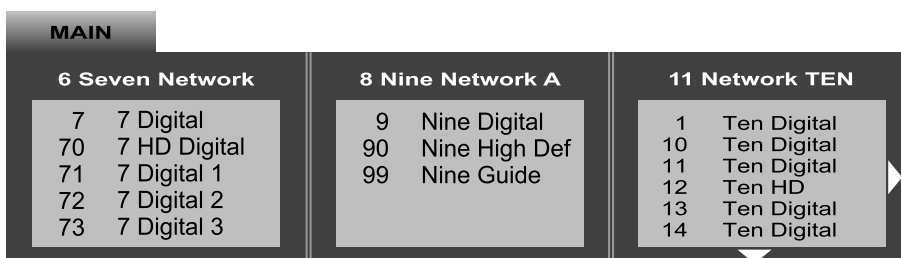 MAIN
6 Seven Network
7 7 Digital
70 7 HD Digital
71 7 Digital 1
72 7 Digital 2
73 7 Digital 3
8 Nine Network A
9 Nine Digital
90 Nine High Def
99 Nine Guide
11 Network TEN
1 Ten Digital
10 Ten Digital
11 Ten Digital
12 Ten HD
13 Ten Digital
14 Ten Digital